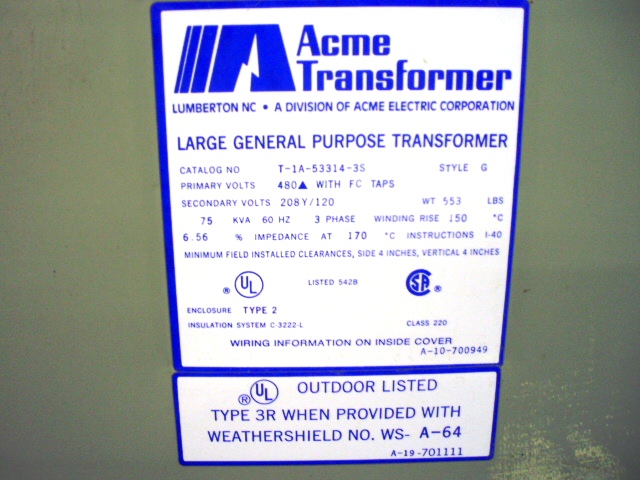 Acme
Transformer
LUMBERTON NC • A DIVISION OF ACME ELECTRIC CORPORATION
LARGE GENERAL PURPOSE TRANSFORMER
CATALOG NO T-1A-53314-3S STYLE G
PRIMARY VOLTS 480▲ WITH FC TAPS
SECONDARY VOLTS 208Y/120 WT 553 LBS
75 KVA 60 HZ 3 PHASE WINDING RISE 150 °C
6.56 % IMPEDANCE AT 170 °C INSTRUCTIONS I-40
MINIMUM FIELD INSTALLED CLEARANCES, SIDE 4 INCHES, VERTICAL 4 INCHES
® UL LISTED 542B SA ®
ENCLOSURE TYPE 2
INSULATION SYSTEM C-3222-L CLASS 220
WIRING INFORMATION ON INSIDE COVER
A-10-700949
® UL OUTDOOR LISTED
TYPE 3R WHEN PROVIDED WITH
WEATHERSHIELD NO. WS- A-64
A-19-701111